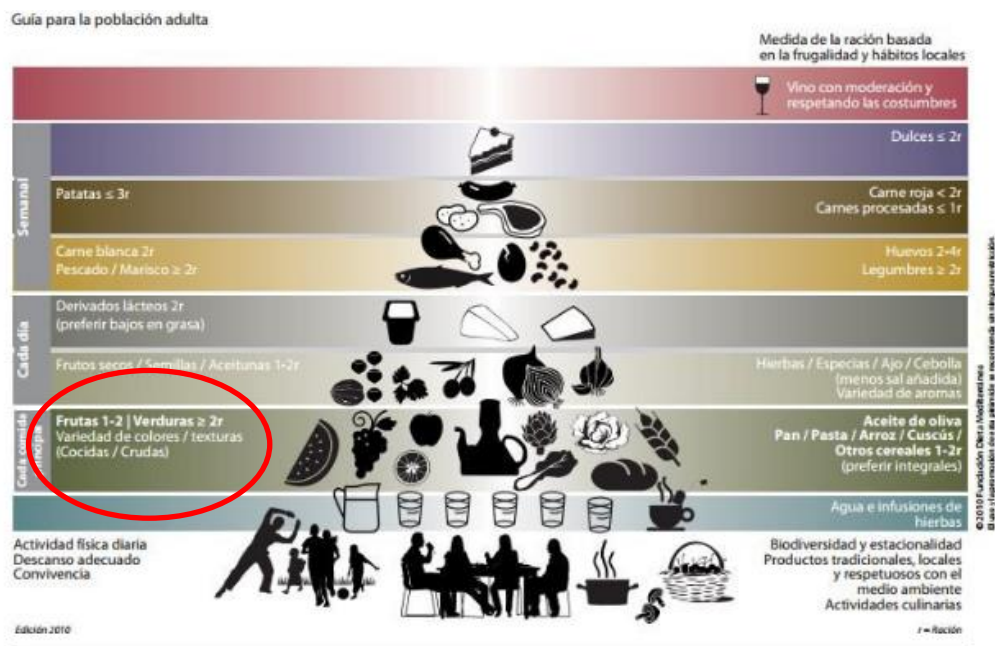 Guía para la población adulta
Medida de la ración basada
en la frugalidad y hábitos locales
Vino con moderación y
respetando las costumbres
Semanal
Dulces ≤ 2r
Patatas ≤ 3r
Carne roja < 2r
Carnes procesadas ≤ 1r
Carne blanca 2r
Pescado / Marisco ≥ 2r
Huevos 2-4r
Legumbres ≥ 2r
Cada día
Derivados lácteos 2r
(preferir bajos en grasa)
Frutos secos / Semillas / Aceitunas 1-2r
Hierbas / Especias / Ajo / Cebolla
(menos sal añadida)
Variedad de aromas
Cada comida
Frutas 1-2 | Verduras ≥ 2r
Variedad de colores / texturas
(Cocidas / Crudas)
Aceite de oliva
Pan / Pasta / Arroz / Cuscús /
Otros cereales 1-2r
(preferir integrales)
Agua e infusiones de
hierbas
Actividad física diaria
Descanso adecuado
Convivencia
Biodiversidad y estacionalidad
Productos tradicionales, locales
y respetuosos con el
medio ambiente
Actividades culinarias
Edición 2010
r = Ración
©2010 Fundación Dieta Mediterránea